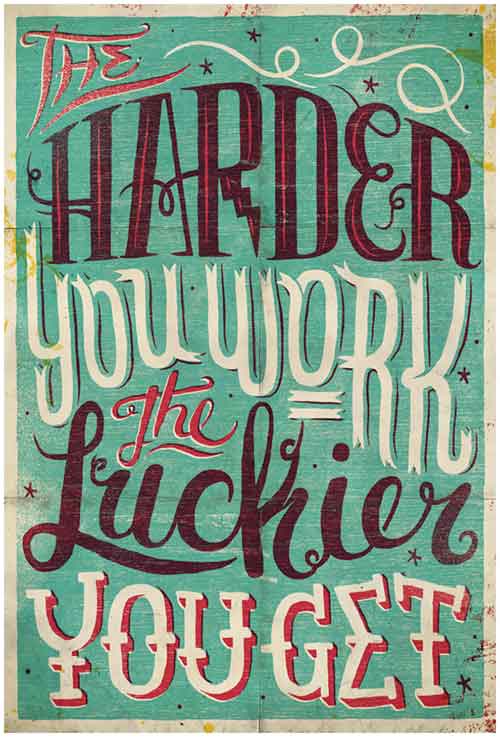 THE
HARDER
YOU WORK
=
the
Luckier
YOU GET